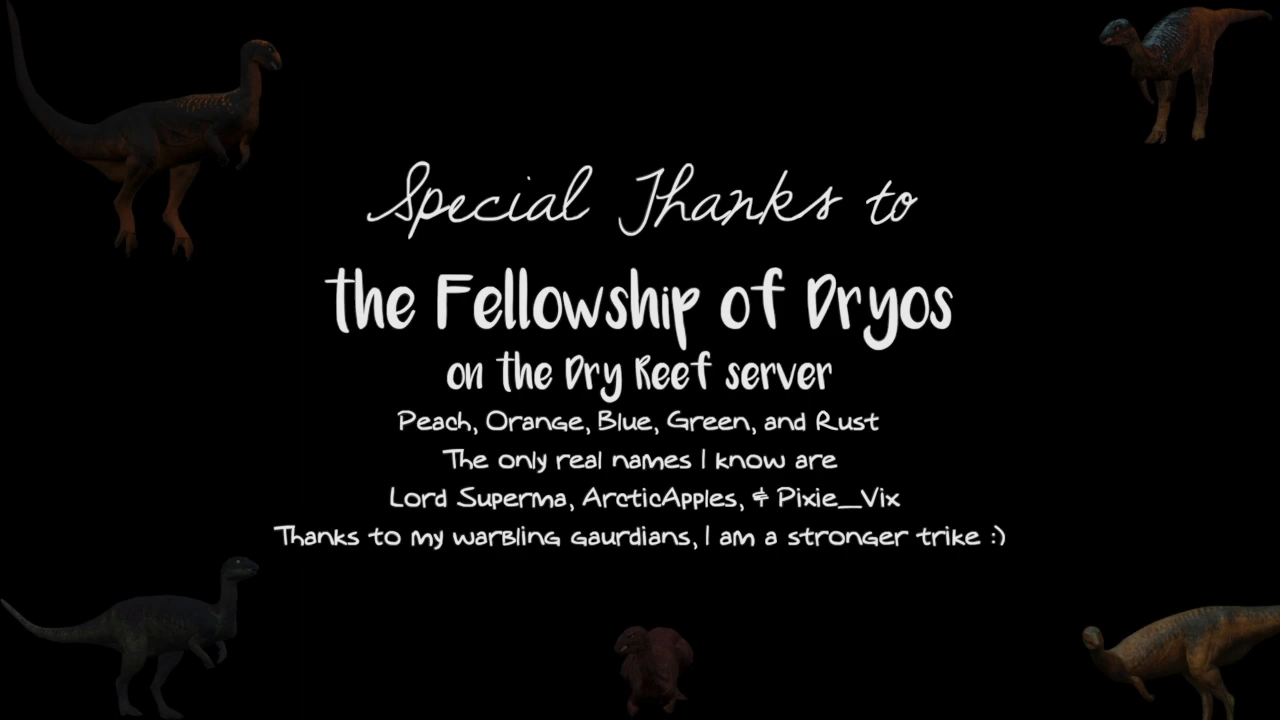 Special Thanks to
the Fellowship of Dryos
on the Dry Reef server
Peach, Orange, Blue, Green, and Rust
The only real names I know are
Lord Superma, ArcticApples, & Pixie__Vix
Thanks to my warbling gaurdians, I am a stronger trike :)